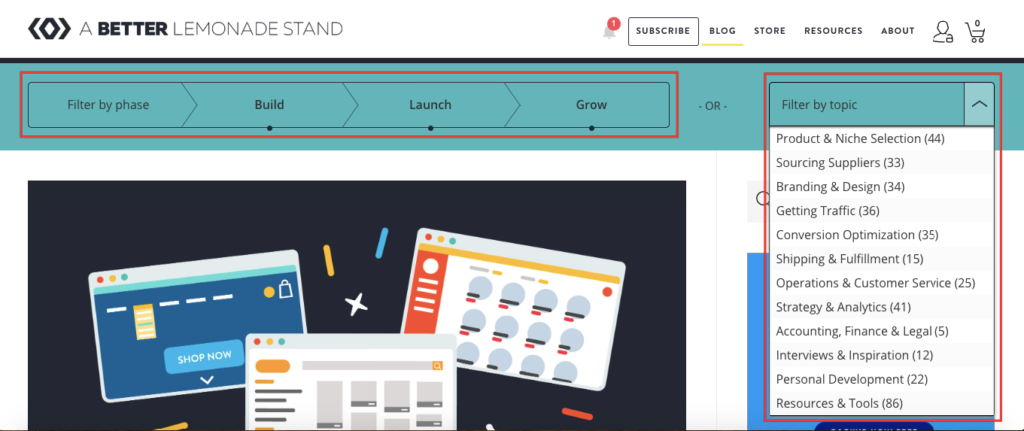 A BETTER LEMONADE STAND
1
SUBSCRIBE
BLOG
STORE
RESOURCES
ABOUT
0
Filter by phase
Build
Launch
Grow
- OR -
Filter by topic
Product & Niche Selection (44)
Sourcing Suppliers (33)
Branding & Design (34)
Getting Traffic (36)
Conversion Optimization (35)
Shipping & Fulfillment (15)
Operations & Customer Service (25)
Strategy & Analytics (41)
Accounting, Finance & Legal (5)
Interviews & Inspiration (12)
Personal Development (22)
Resources & Tools (86)
SHOP NOW